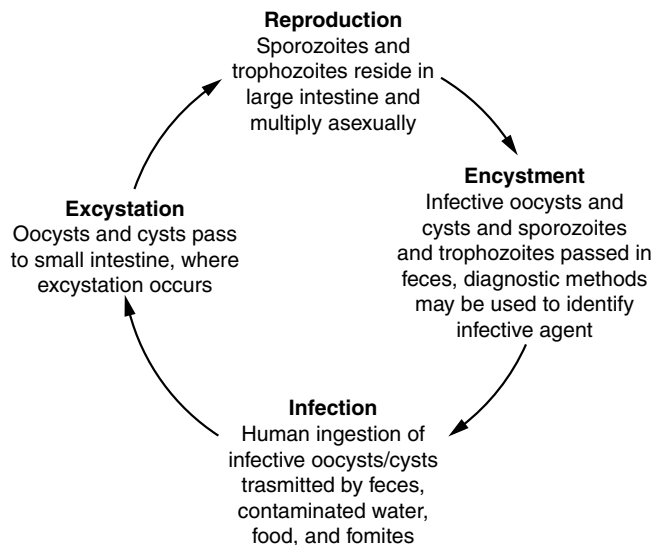 Reproduction
Sporozoites and
trophozoites reside in
large intestine and
multiply asexually
Encystment
Infective oocysts and
cysts and sporozoites
and trophozoites passed in
feces, diagnostic methods
may be used to identify
infective agent
Infection
Human ingestion of
infective oocysts/cysts
trasmitted by feces,
contaminated water,
food, and fomites
Excystation
Oocysts and cysts pass
to small intestine, where
excystation occurs